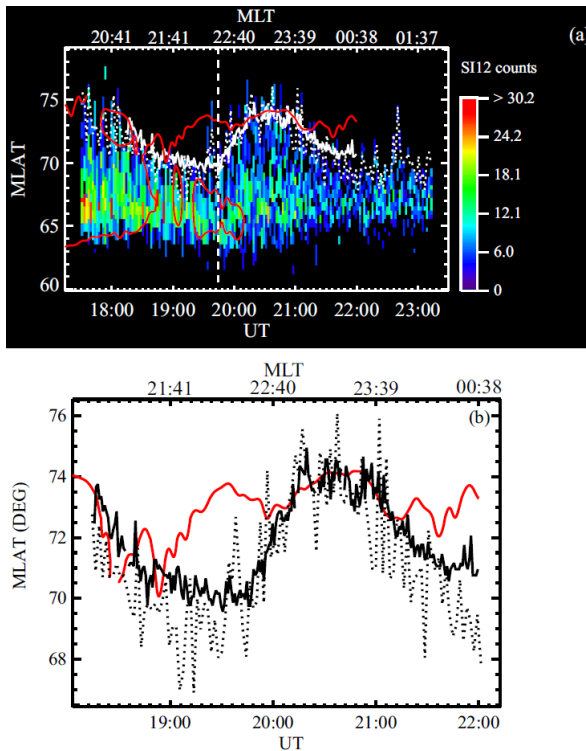 MLT
20:41 21:41 22:40 23:39 00:38 01:37
(a)
SI12 counts
> 30.2
24.2
18.1
12.1
6.0
0
75
70
65
60
MLAT
18:00 19:00 20:00 21:00 22:00 23:00
UT
MLT
21:41 22:40 23:39 00:38
(b)
76
74
72
70
68
MLAT (DEG)
19:00 20:00 21:00 22:00
UT